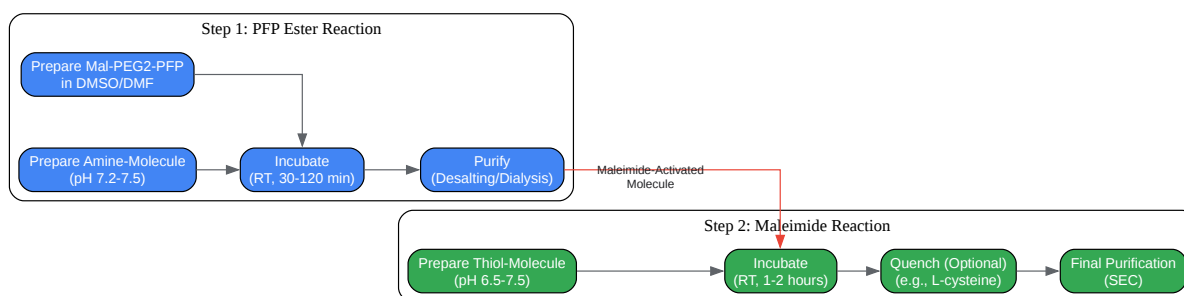 Step 1: PFP Ester Reaction
Prepare Mal-PEG2-PFP
in DMSO/DMF
Prepare Amine-Molecule
(pH 7.2-7.5)
Incubate
(RT, 30-120 min)
Purify
(Desalting/Dialysis)
Maleimide-Activated
Molecule
Step 2: Maleimide Reaction
Prepare Thiol-Molecule
(pH 6.5-7.5)
Incubate
(RT, 1-2 hours)
Quench (Optional)
(e.g., L-cysteine)
Final Purification
(SEC)